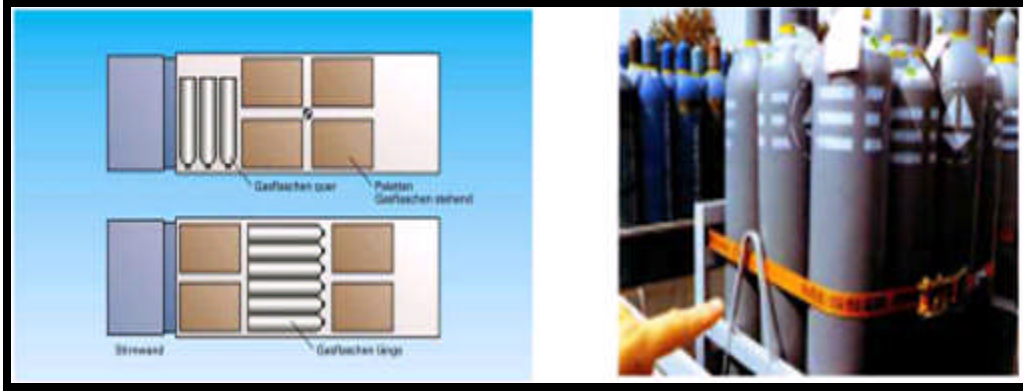 Gasflaschen quer
Paletten
Gasflaschen stehend
Stirnwand
Gasflaschen längs